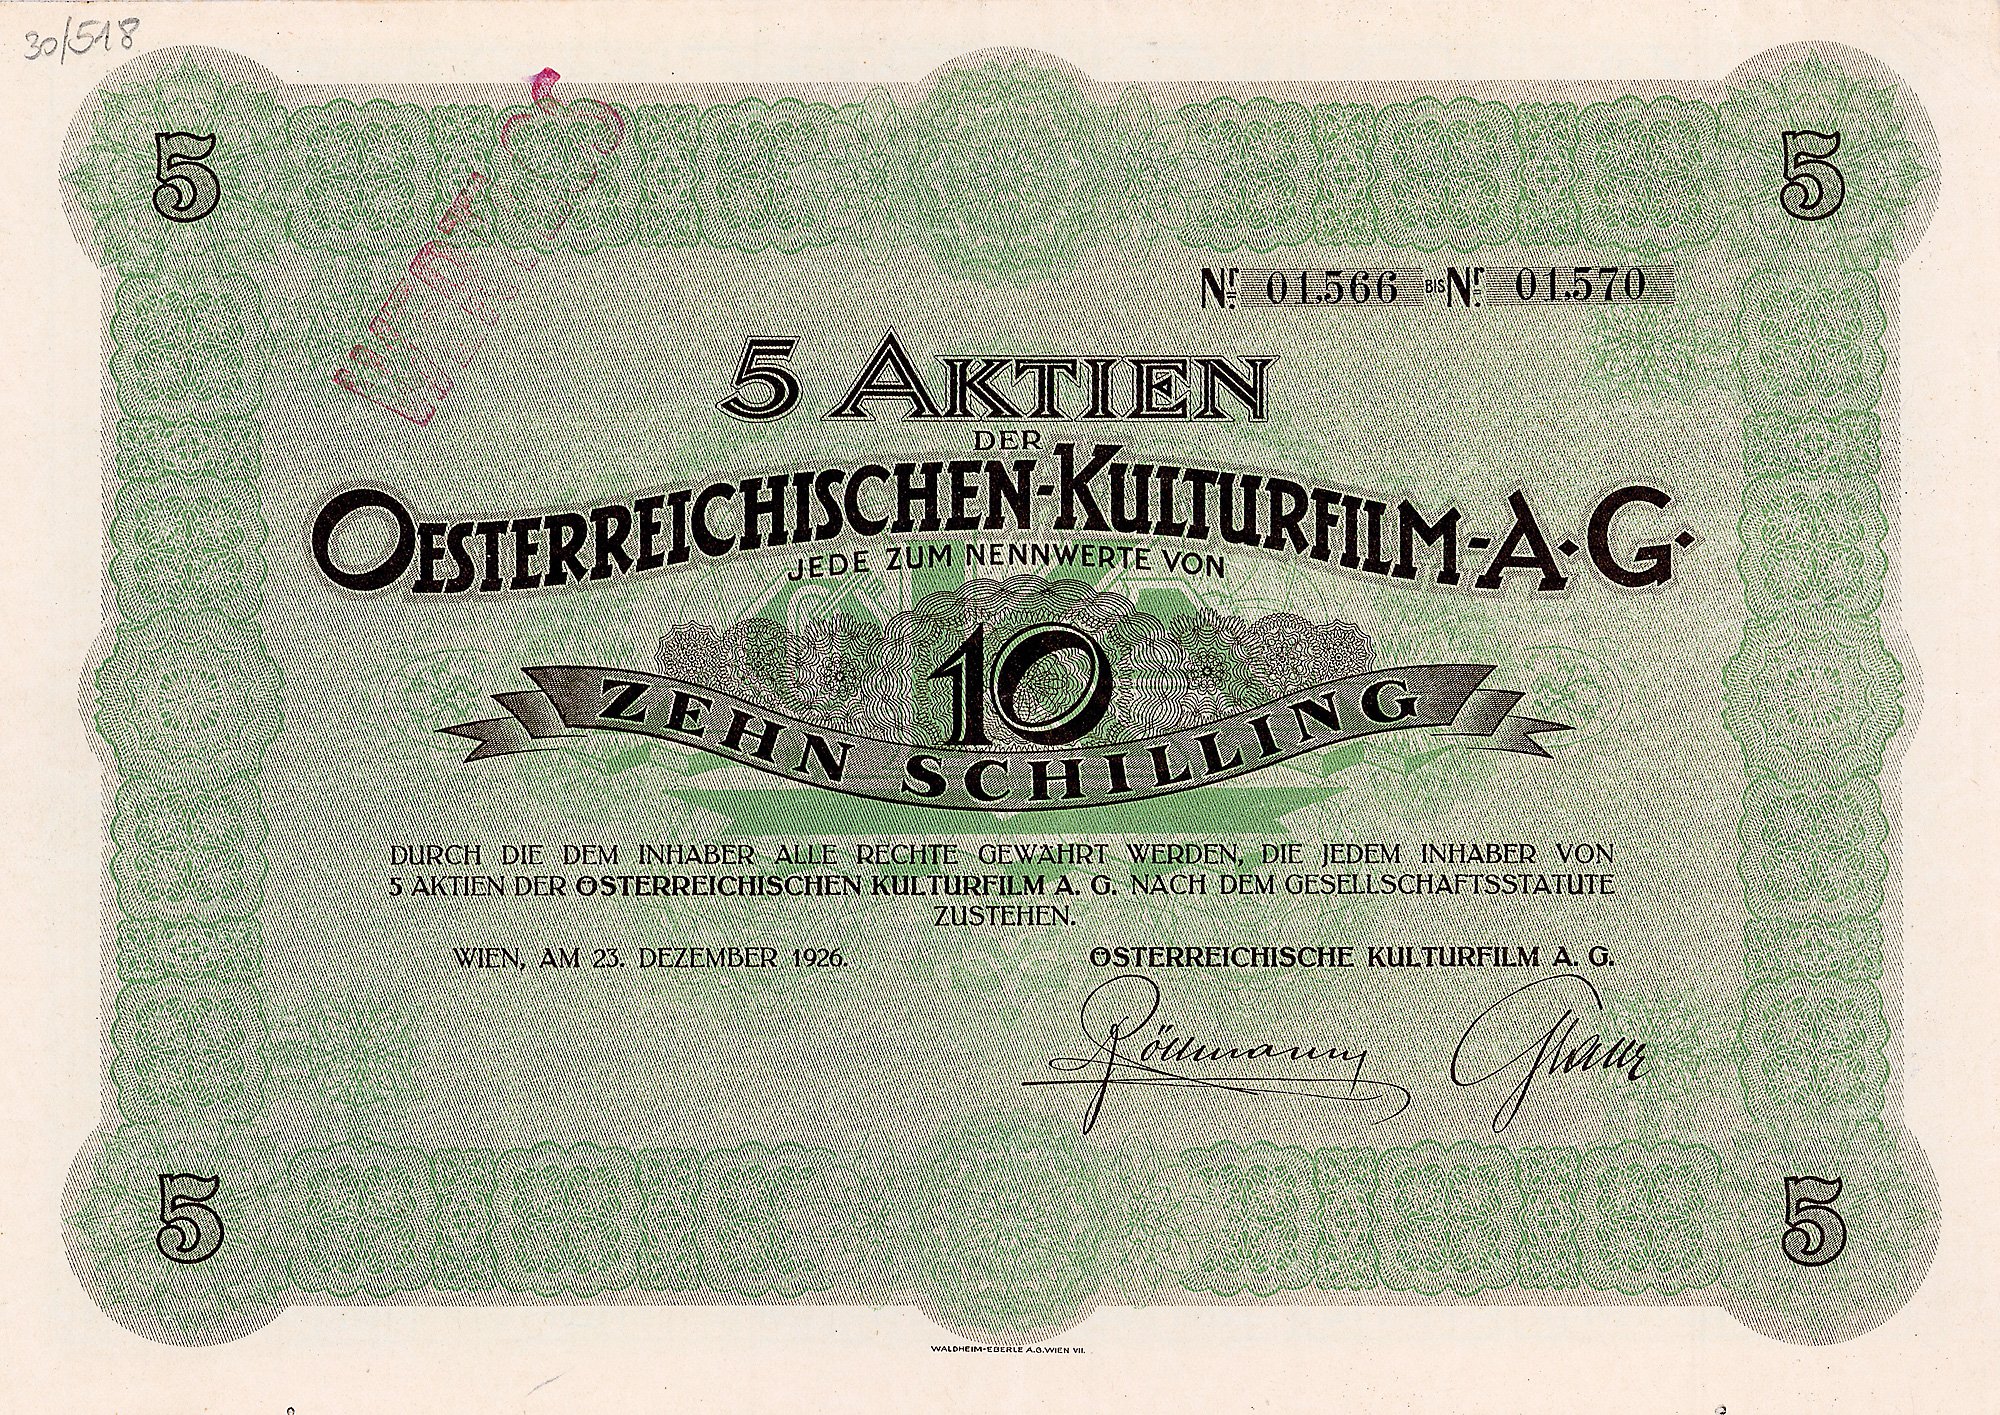 30/518
5 5
Nr. 01,566 BIS Nr. 01,570
5 AKTIEN
DER
OESTERREICHISCHEN-KULTURFILM-A.G.
JEDE ZUM NENNWERTE VON
10
ZEHN SCHILLING
DURCH DIE DEM INHABER ALLE RECHTE GEWÄHRT WERDEN, DIE JEDEM INHABER VON
5 AKTIEN DER ÖSTERREICHISCHEN KULTURFILM A. G. NACH DEM GESELLSCHAFTSSTATUTE
ZUSTEHEN.
WIEN, AM 23. DEZEMBER 1926. ÖSTERREICHISCHE KULTURFILM A. G.
5 5
WALDHEIM-EBERLE A.G. WIEN VII.